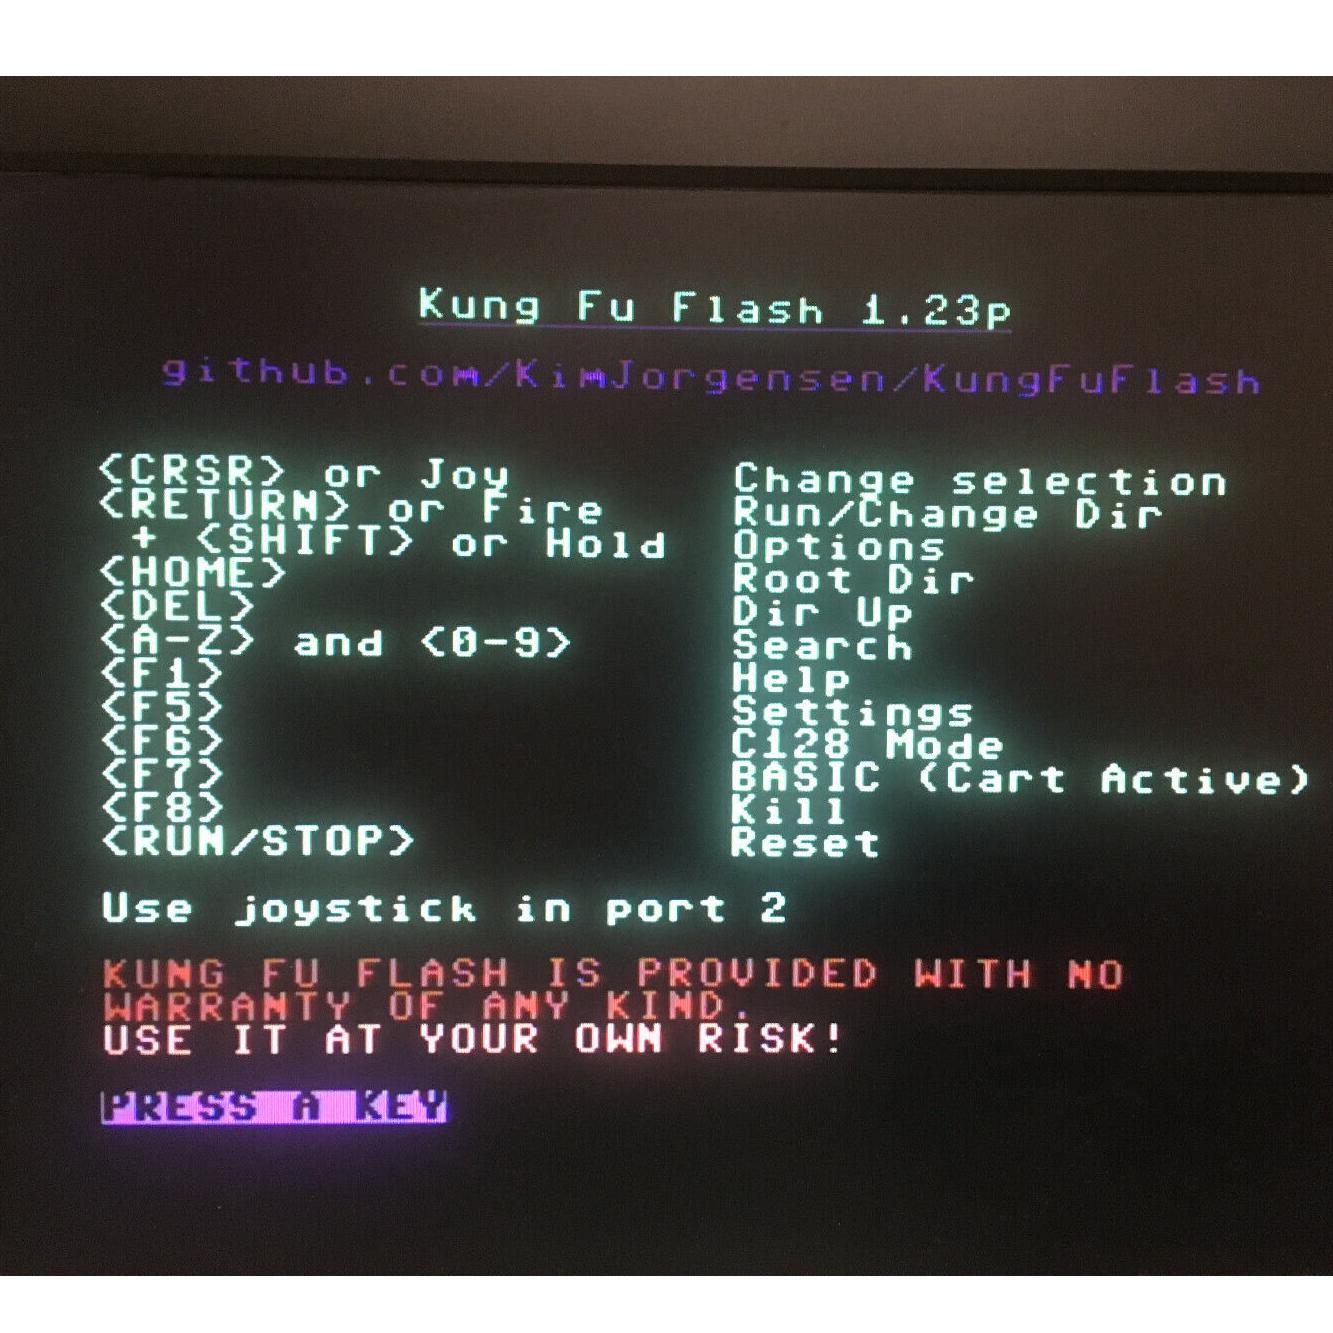 Kung Fu Flash 1.23p
github.com/KimJorgensen/KungFuFlash
<CRSR> or Joy Change selection
<RETURN> or Fire Run/Change Dir
+ <SHIFT> or Hold Options
<HOME> Root Dir
<DEL> Dir Up
<A-Z> and <0-9> Search
<F1> Help
<F5> Settings
<F6> C128 Mode
<F7> BASIC (Cart Active)
<F8> Kill
<RUN/STOP> Reset
Use joystick in port 2
KUNG FU FLASH IS PROVIDED WITH NO
WARRANTY OF ANY KIND.
USE IT AT YOUR OWN RISK!
PRESS A KEY